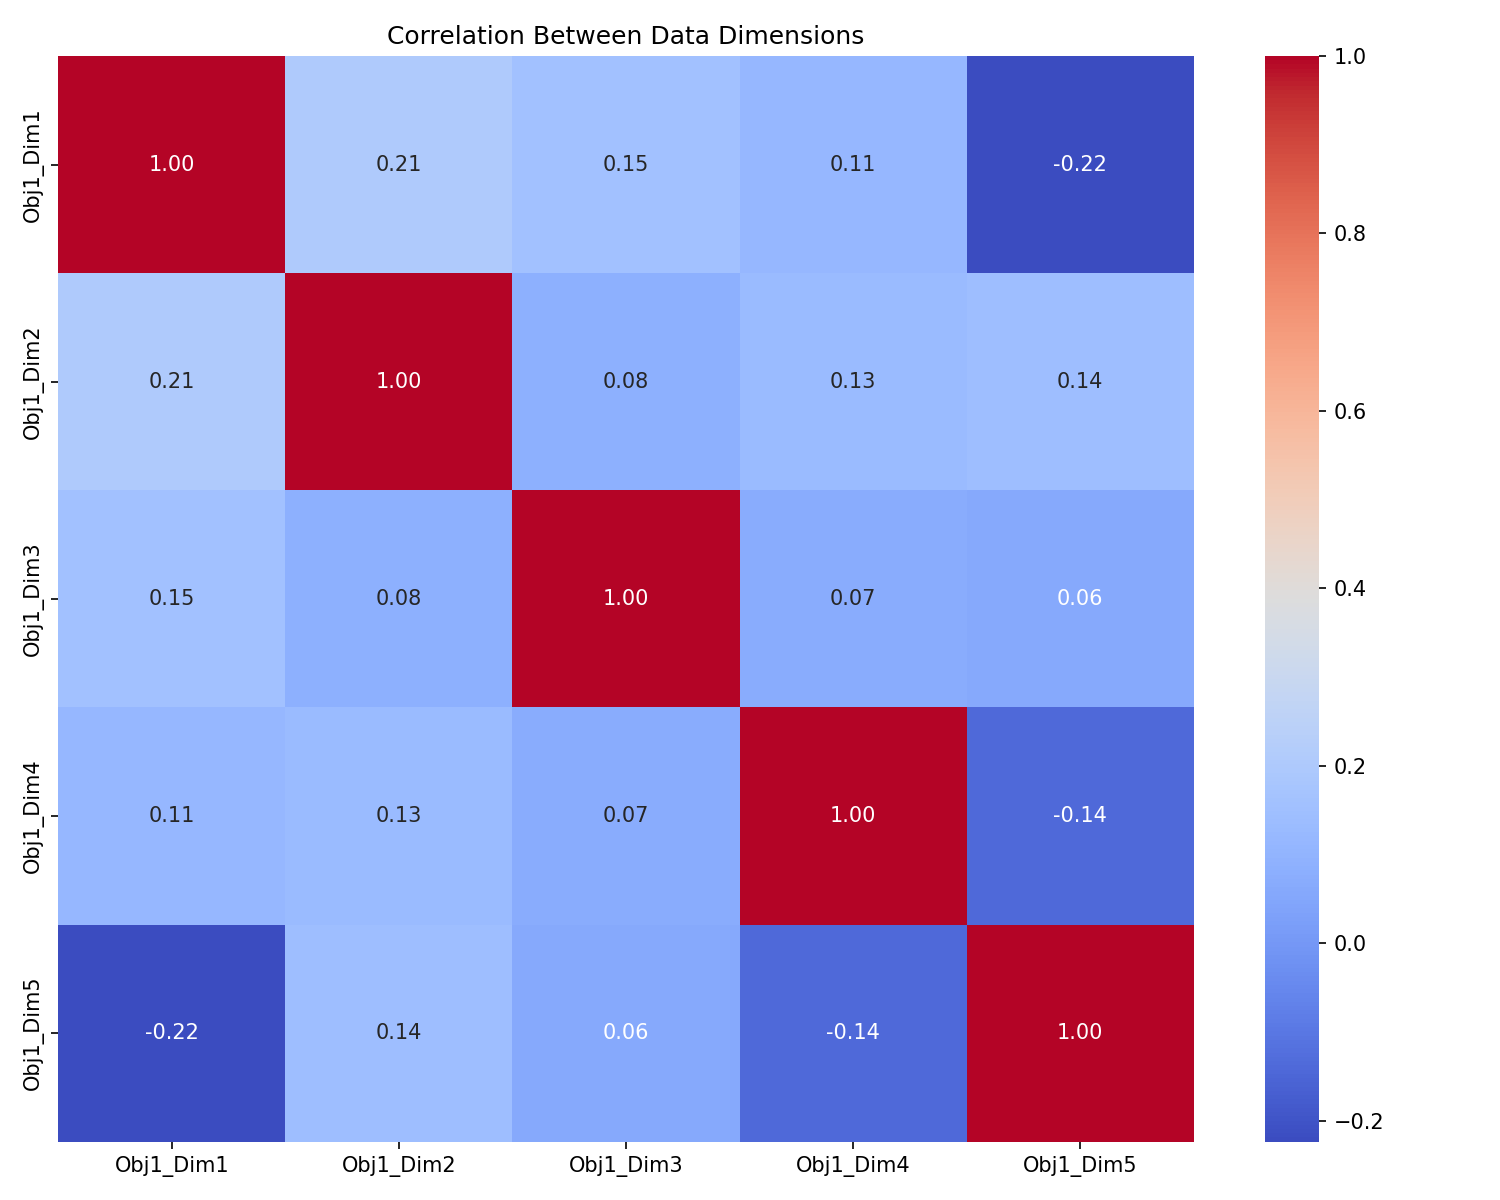 Correlation Between Data Dimensions
Obj1_Dim1 1.00 0.21 0.15 0.11 -0.22
Obj1_Dim2 0.21 1.00 0.08 0.13 0.14
Obj1_Dim3 0.15 0.08 1.00 0.07 0.06
Obj1_Dim4 0.11 0.13 0.07 1.00 -0.14
Obj1_Dim5 -0.22 0.14 0.06 -0.14 1.00
Obj1_Dim1 Obj1_Dim2 Obj1_Dim3 Obj1_Dim4 Obj1_Dim5
1.0
0.8
0.6
0.4
0.2
0.0
−0.2